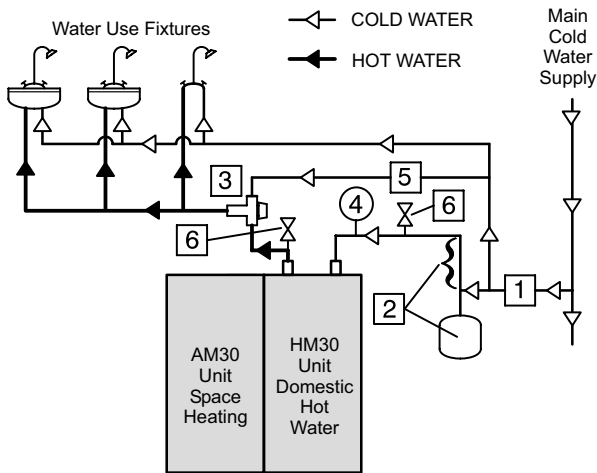 Water Use Fixtures
COLD WATER
HOT WATER
Main
Cold
Water
Supply
3
5
4
6
6
2
1
AM30
Unit
Space
Heating
HM30
Unit
Domestic
Hot
Water